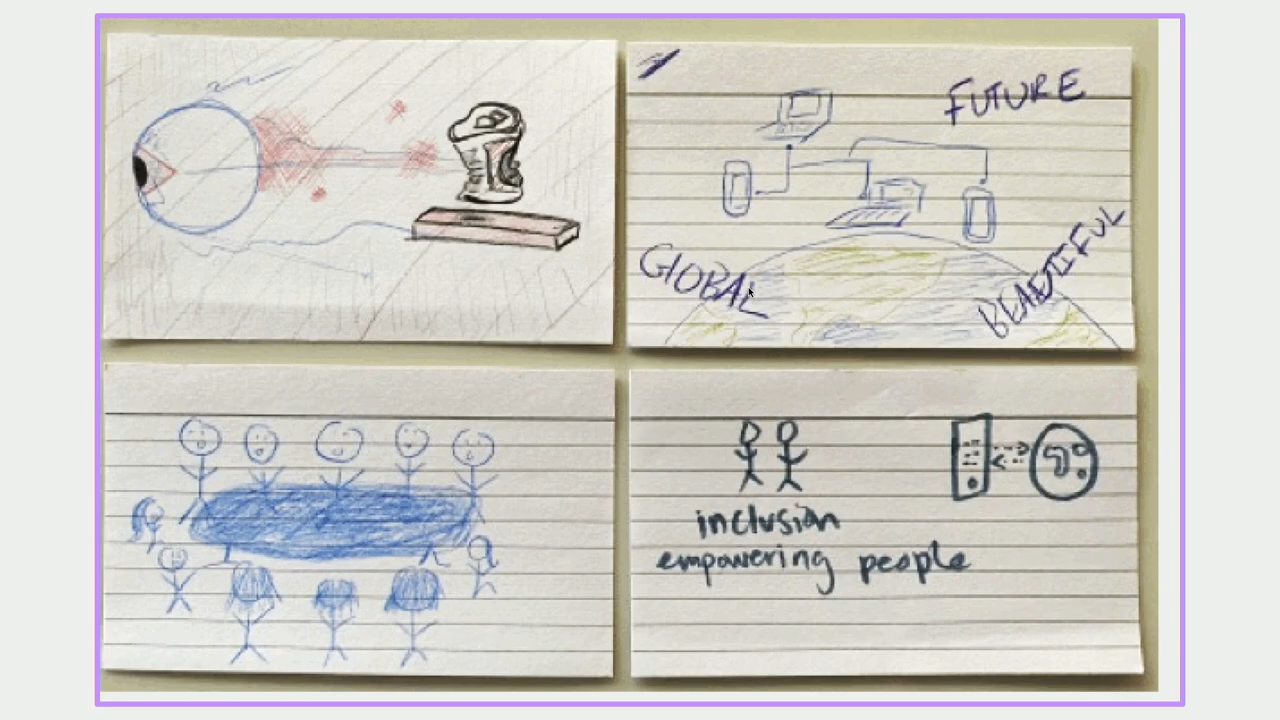 FUTURE
GLOBAL
BEAUTIFUL
inclusion
empowering people